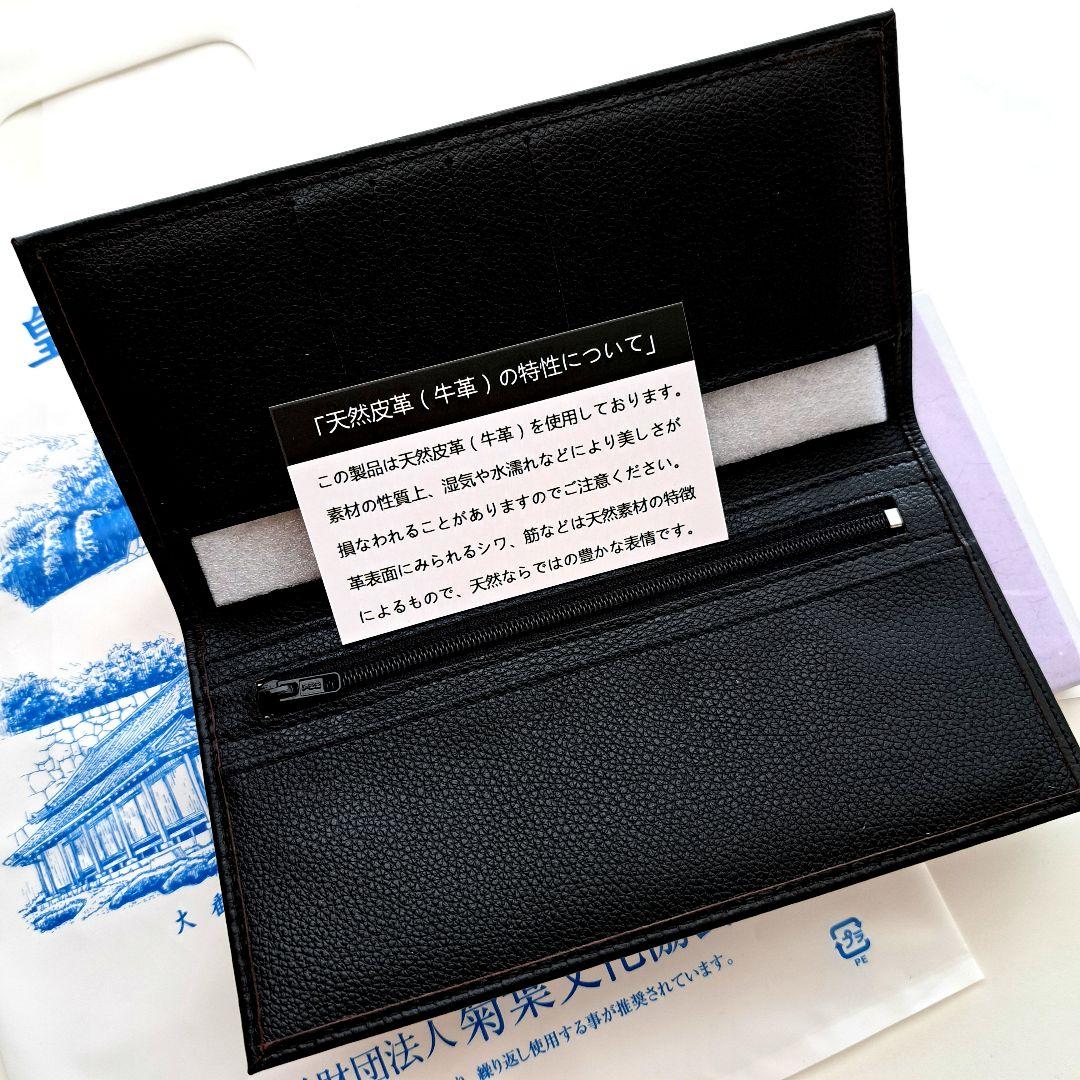 「天然皮革(牛革)の特性について」
この製品は天然皮革(牛革)を使用しております。
素材の性質上、湿気や水濡れなどにより美しさが
損なわれることがありますのでご注意ください。
革表面にみられるシワ、筋などは天然素材の特徴
によるもので、天然ならではの豊かな表情です。
皇
大
財団法人菊葉文化協
繰り返し使用する事が推奨されています。
プラ
PE